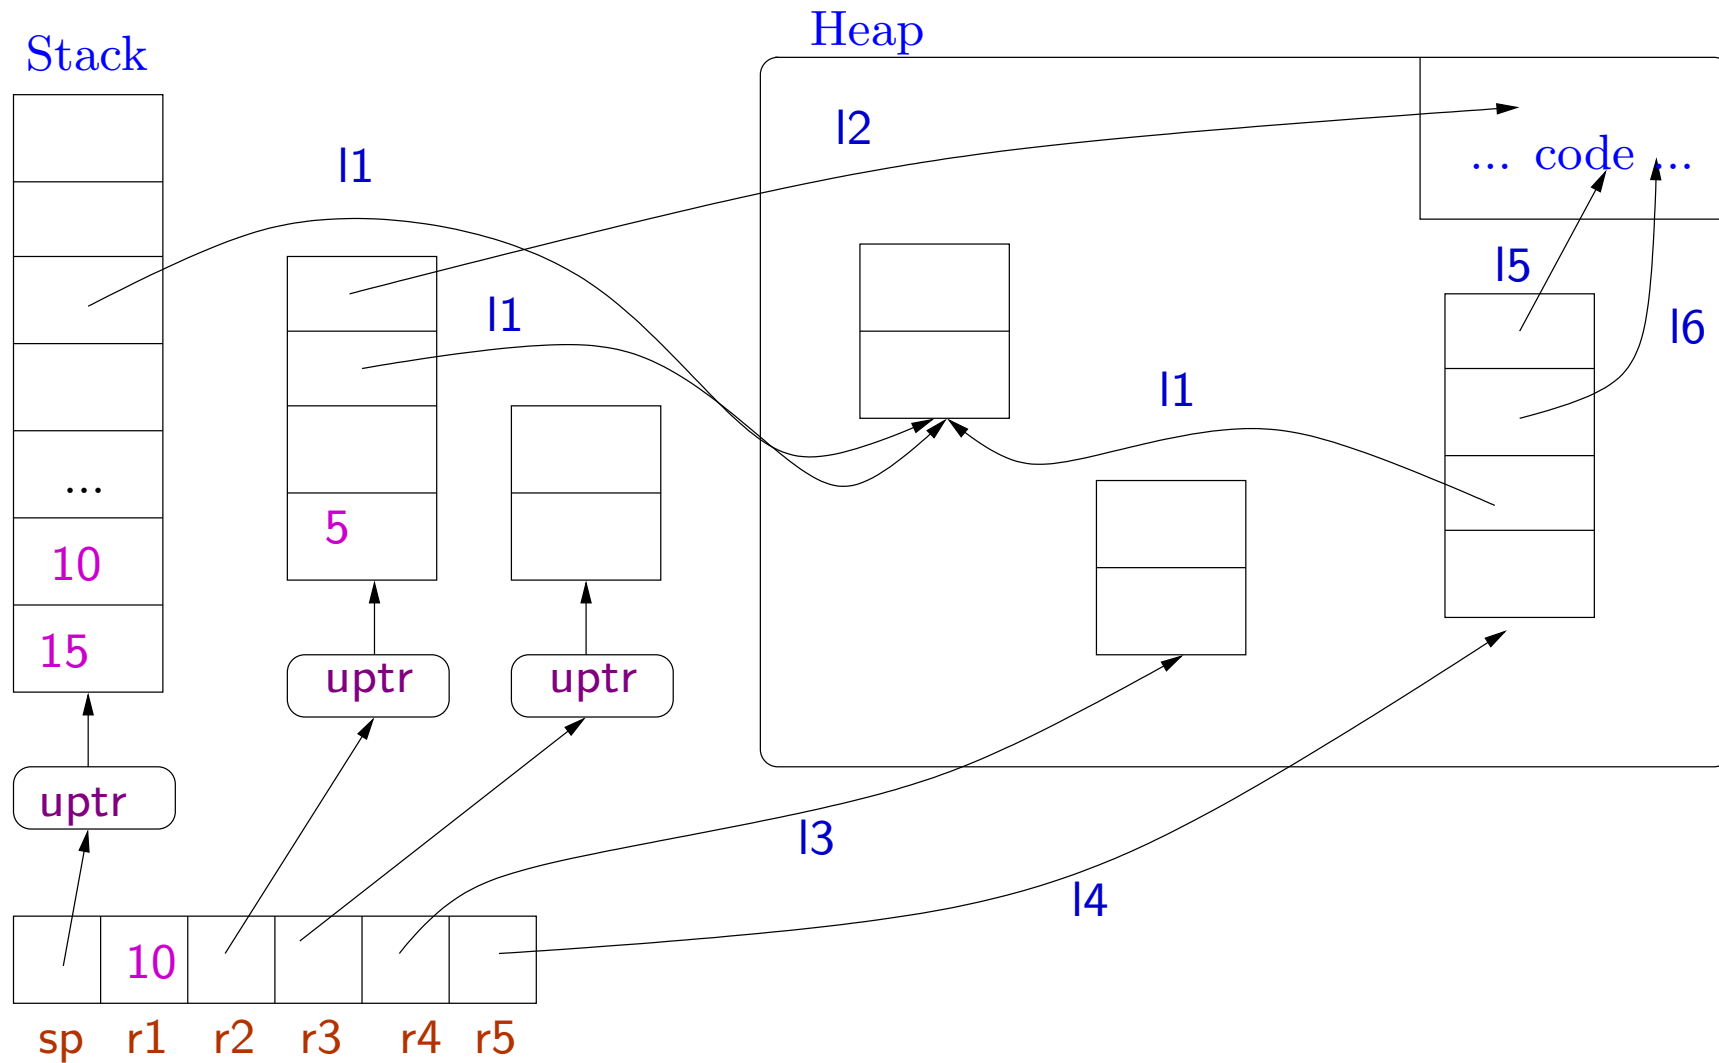 Heap
Stack
l2
... code ...
l1
l5
l1
l6
l1
...
5
10
15
uptr
uptr
uptr
l3
l4
10
sp r1 r2 r3 r4 r5